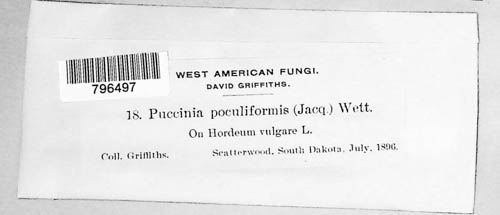 796497
WEST AMERICAN FUNGI.
DAVID GRIFFITHS.
18. Puccinia poculiformis (Jacq.) Wett.
On Hordeum vulgare L.
Coll. Griffiths. Scatterwood, South Dakota, July, 1896.